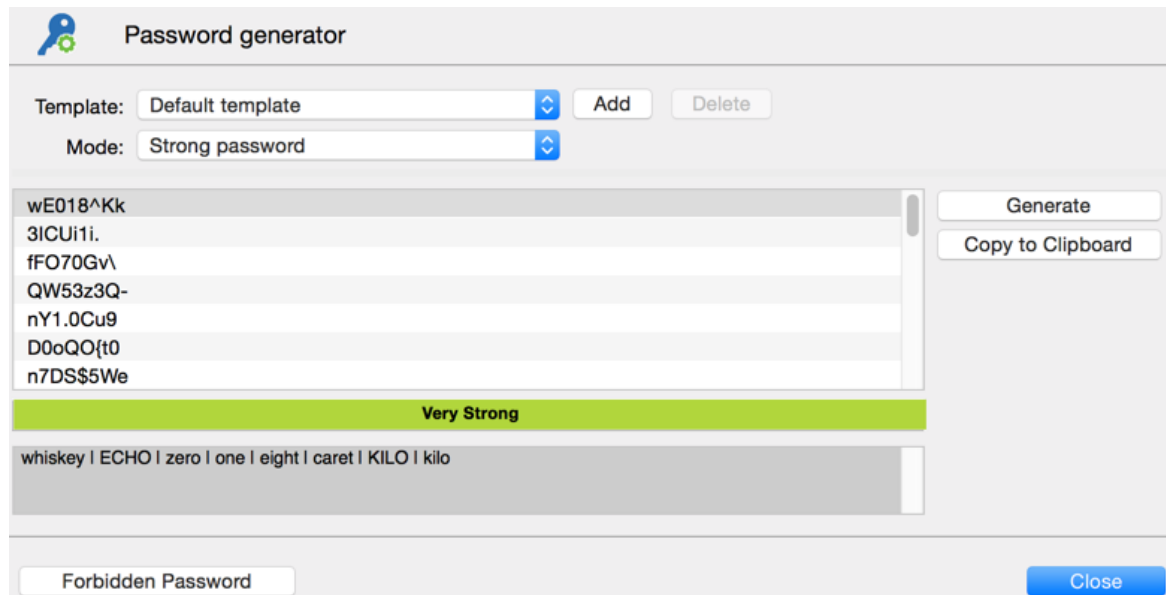 Password generator
Template: Default template Add Delete
Mode: Strong password
wE018^Kk
Generate
3ICUi1i.
Copy to Clipboard
fFO70Gv\
QW53z3Q-
nY1.0Cu9
D0oQO{t0
n7DS$5We
Very Strong
whiskey | ECHO | zero | one | eight | caret | KILO | kilo
Forbidden Password Close